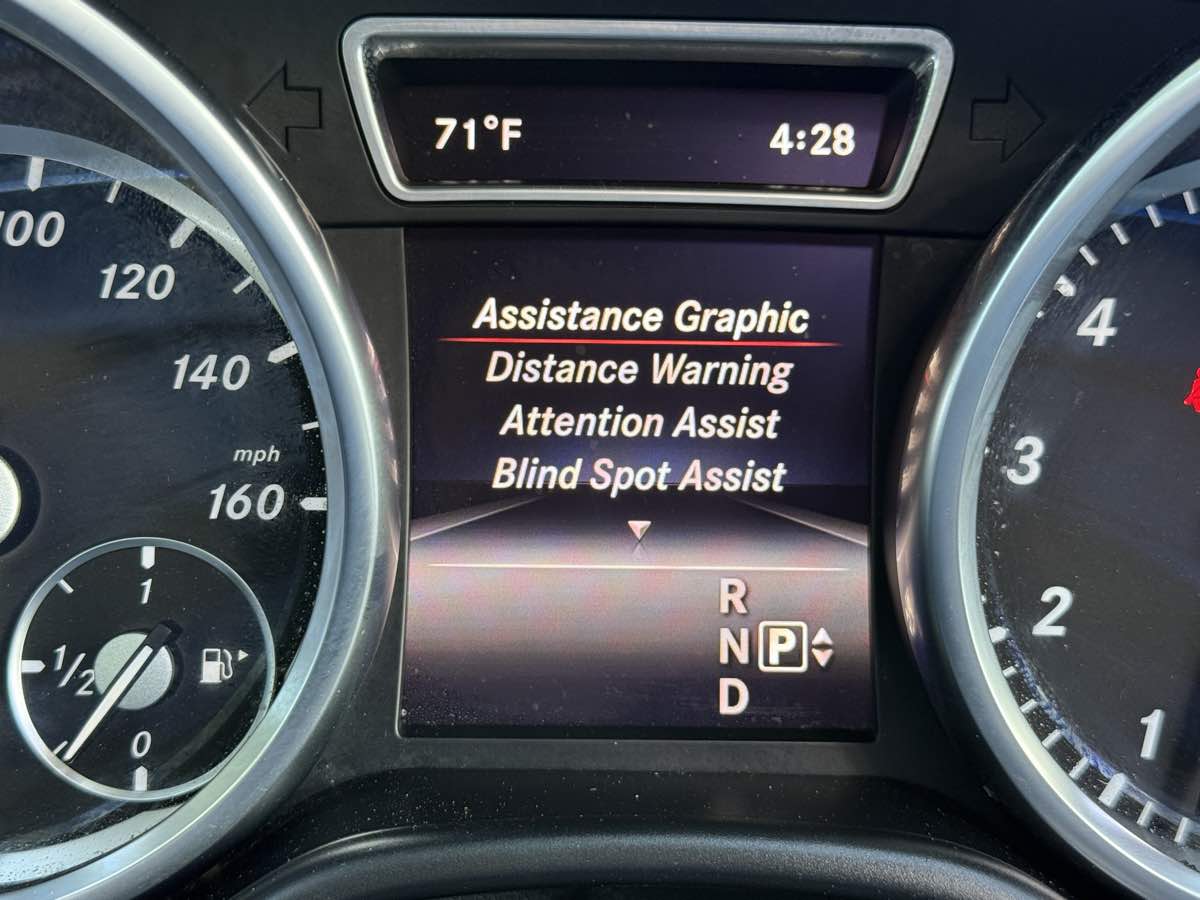 71°F 4:28
100
120
140
mph
160
1
1/2
0
Assistance Graphic
Distance Warning
Attention Assist
Blind Spot Assist
R
N P
D
4
3
2
1